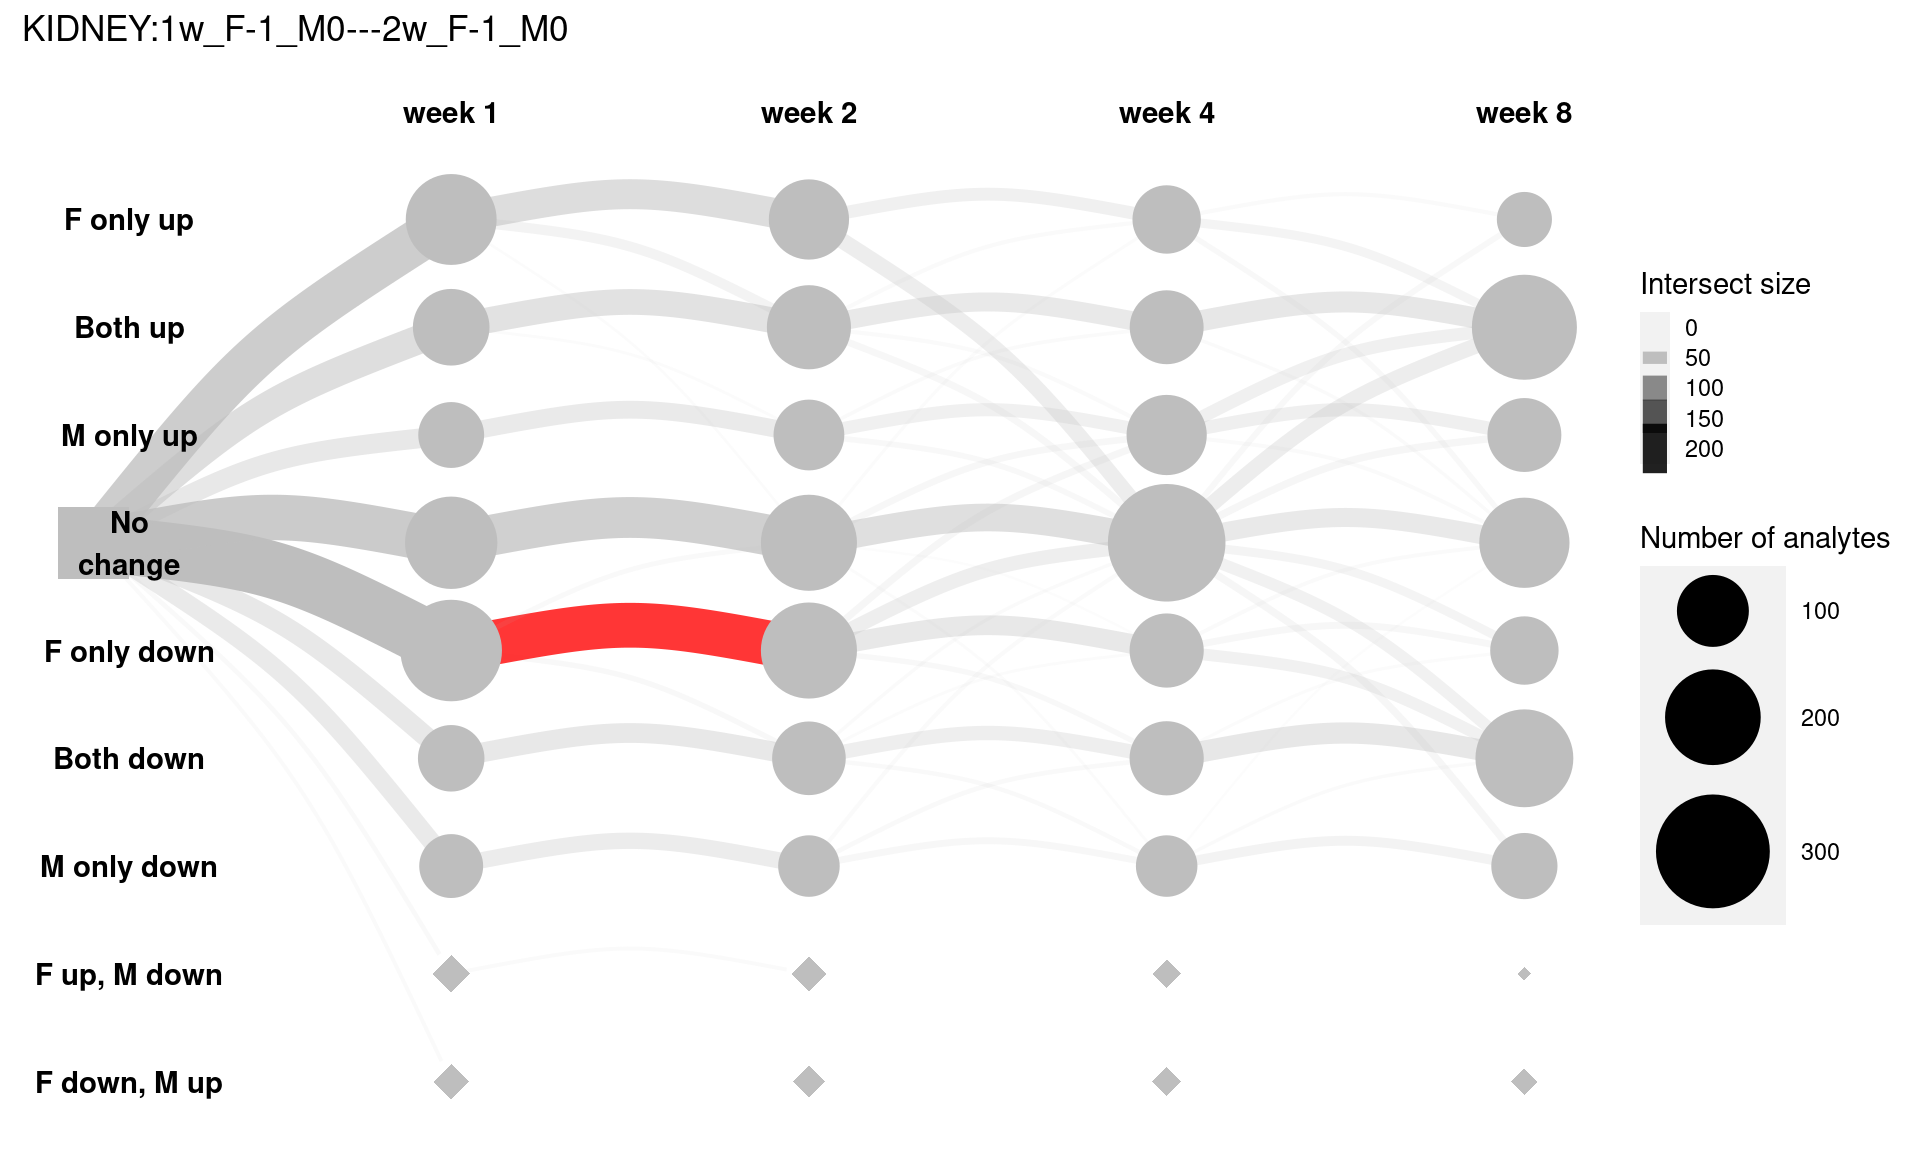 KIDNEY:1w_F-1_M0---2w_F-1_M0
week 1
week 2
week 4
week 8
F only up
Both up
M only up
No
change
F only down
Both down
M only down
F up, M down
F down, M up
Intersect size
0
50
100
150
200
Number of analytes
100
200
300